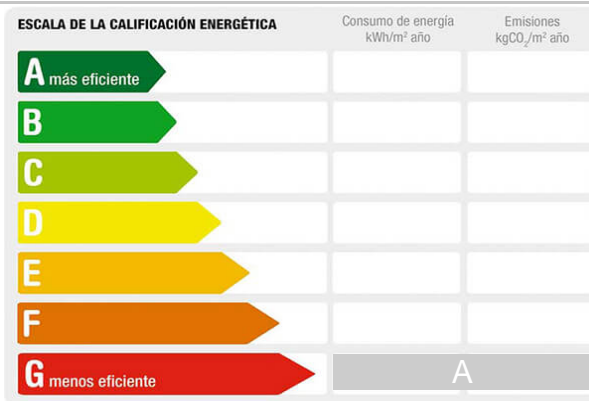 ESCALA DE LA CALIFICACIÓN ENERGÉTICA
Consumo de energía
kWh/m² año
Emisiones
kgCO₂/m² año
A más eficiente
B
C
D
E
F
G menos eficiente
A